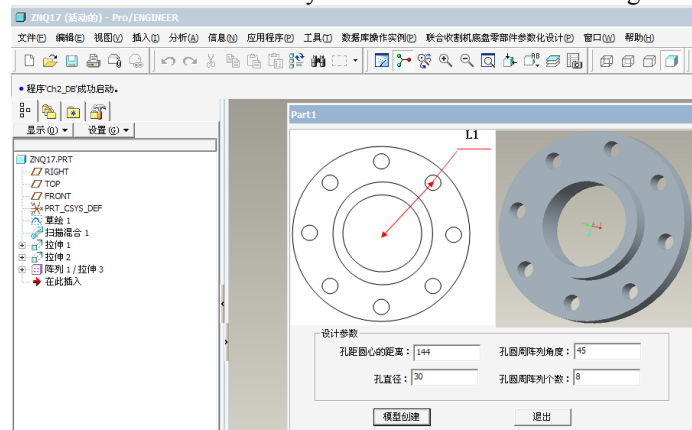 ZNQ17 (活动的) - Pro/ENGINEER
文件(F) 编辑(E) 视图(V) 插入(I) 分析(A) 信息(N) 应用程序(P) 工具(T) 数据库操作实例(P) 联合收割机底盘零部件参数化设计(P) 窗口(W) 帮助(H)
程序'Ch2_DB'成功启动。
显示(O) 设置(G)
ZNQ17.PRT
RIGHT
TOP
FRONT
PRT_CSYS_DEF
草绘 1
扫描混合 1
拉伸 1
拉伸 2
阵列 1/拉伸 3
在此插入
Part1
L1
设计参数
孔距圆心的距离: 144 孔圆周阵列角度: 45
孔直径: 30 孔圆周阵列个数: 8
模型创建 退出